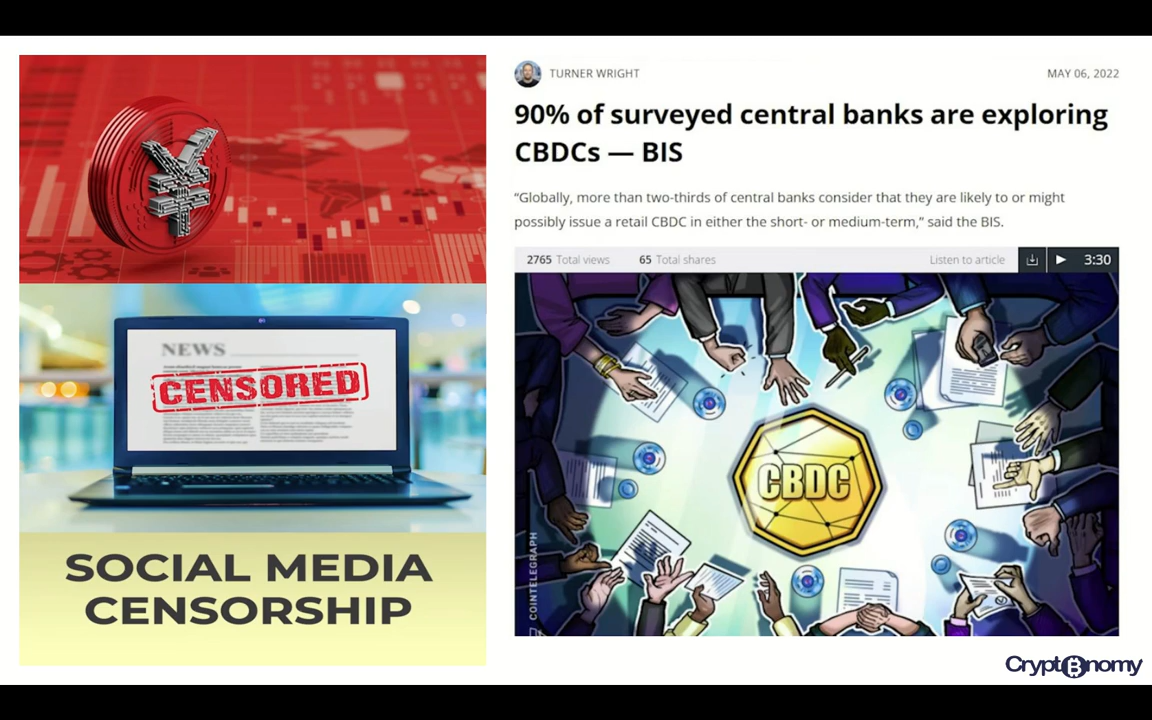 NEWS
CENSORED
SOCIAL MEDIA
CENSORSHIP
TURNER WRIGHT
MAY 06, 2022
90% of surveyed central banks are exploring
CBDCs — BIS
“Globally, more than two-thirds of central banks consider that they are likely to or might
possibly issue a retail CBDC in either the short- or medium-term,” said the BIS.
2765 Total views
65 Total shares
Listen to article
3:30
CBDC
COINTELEGRAPH
Crypt₿nomy